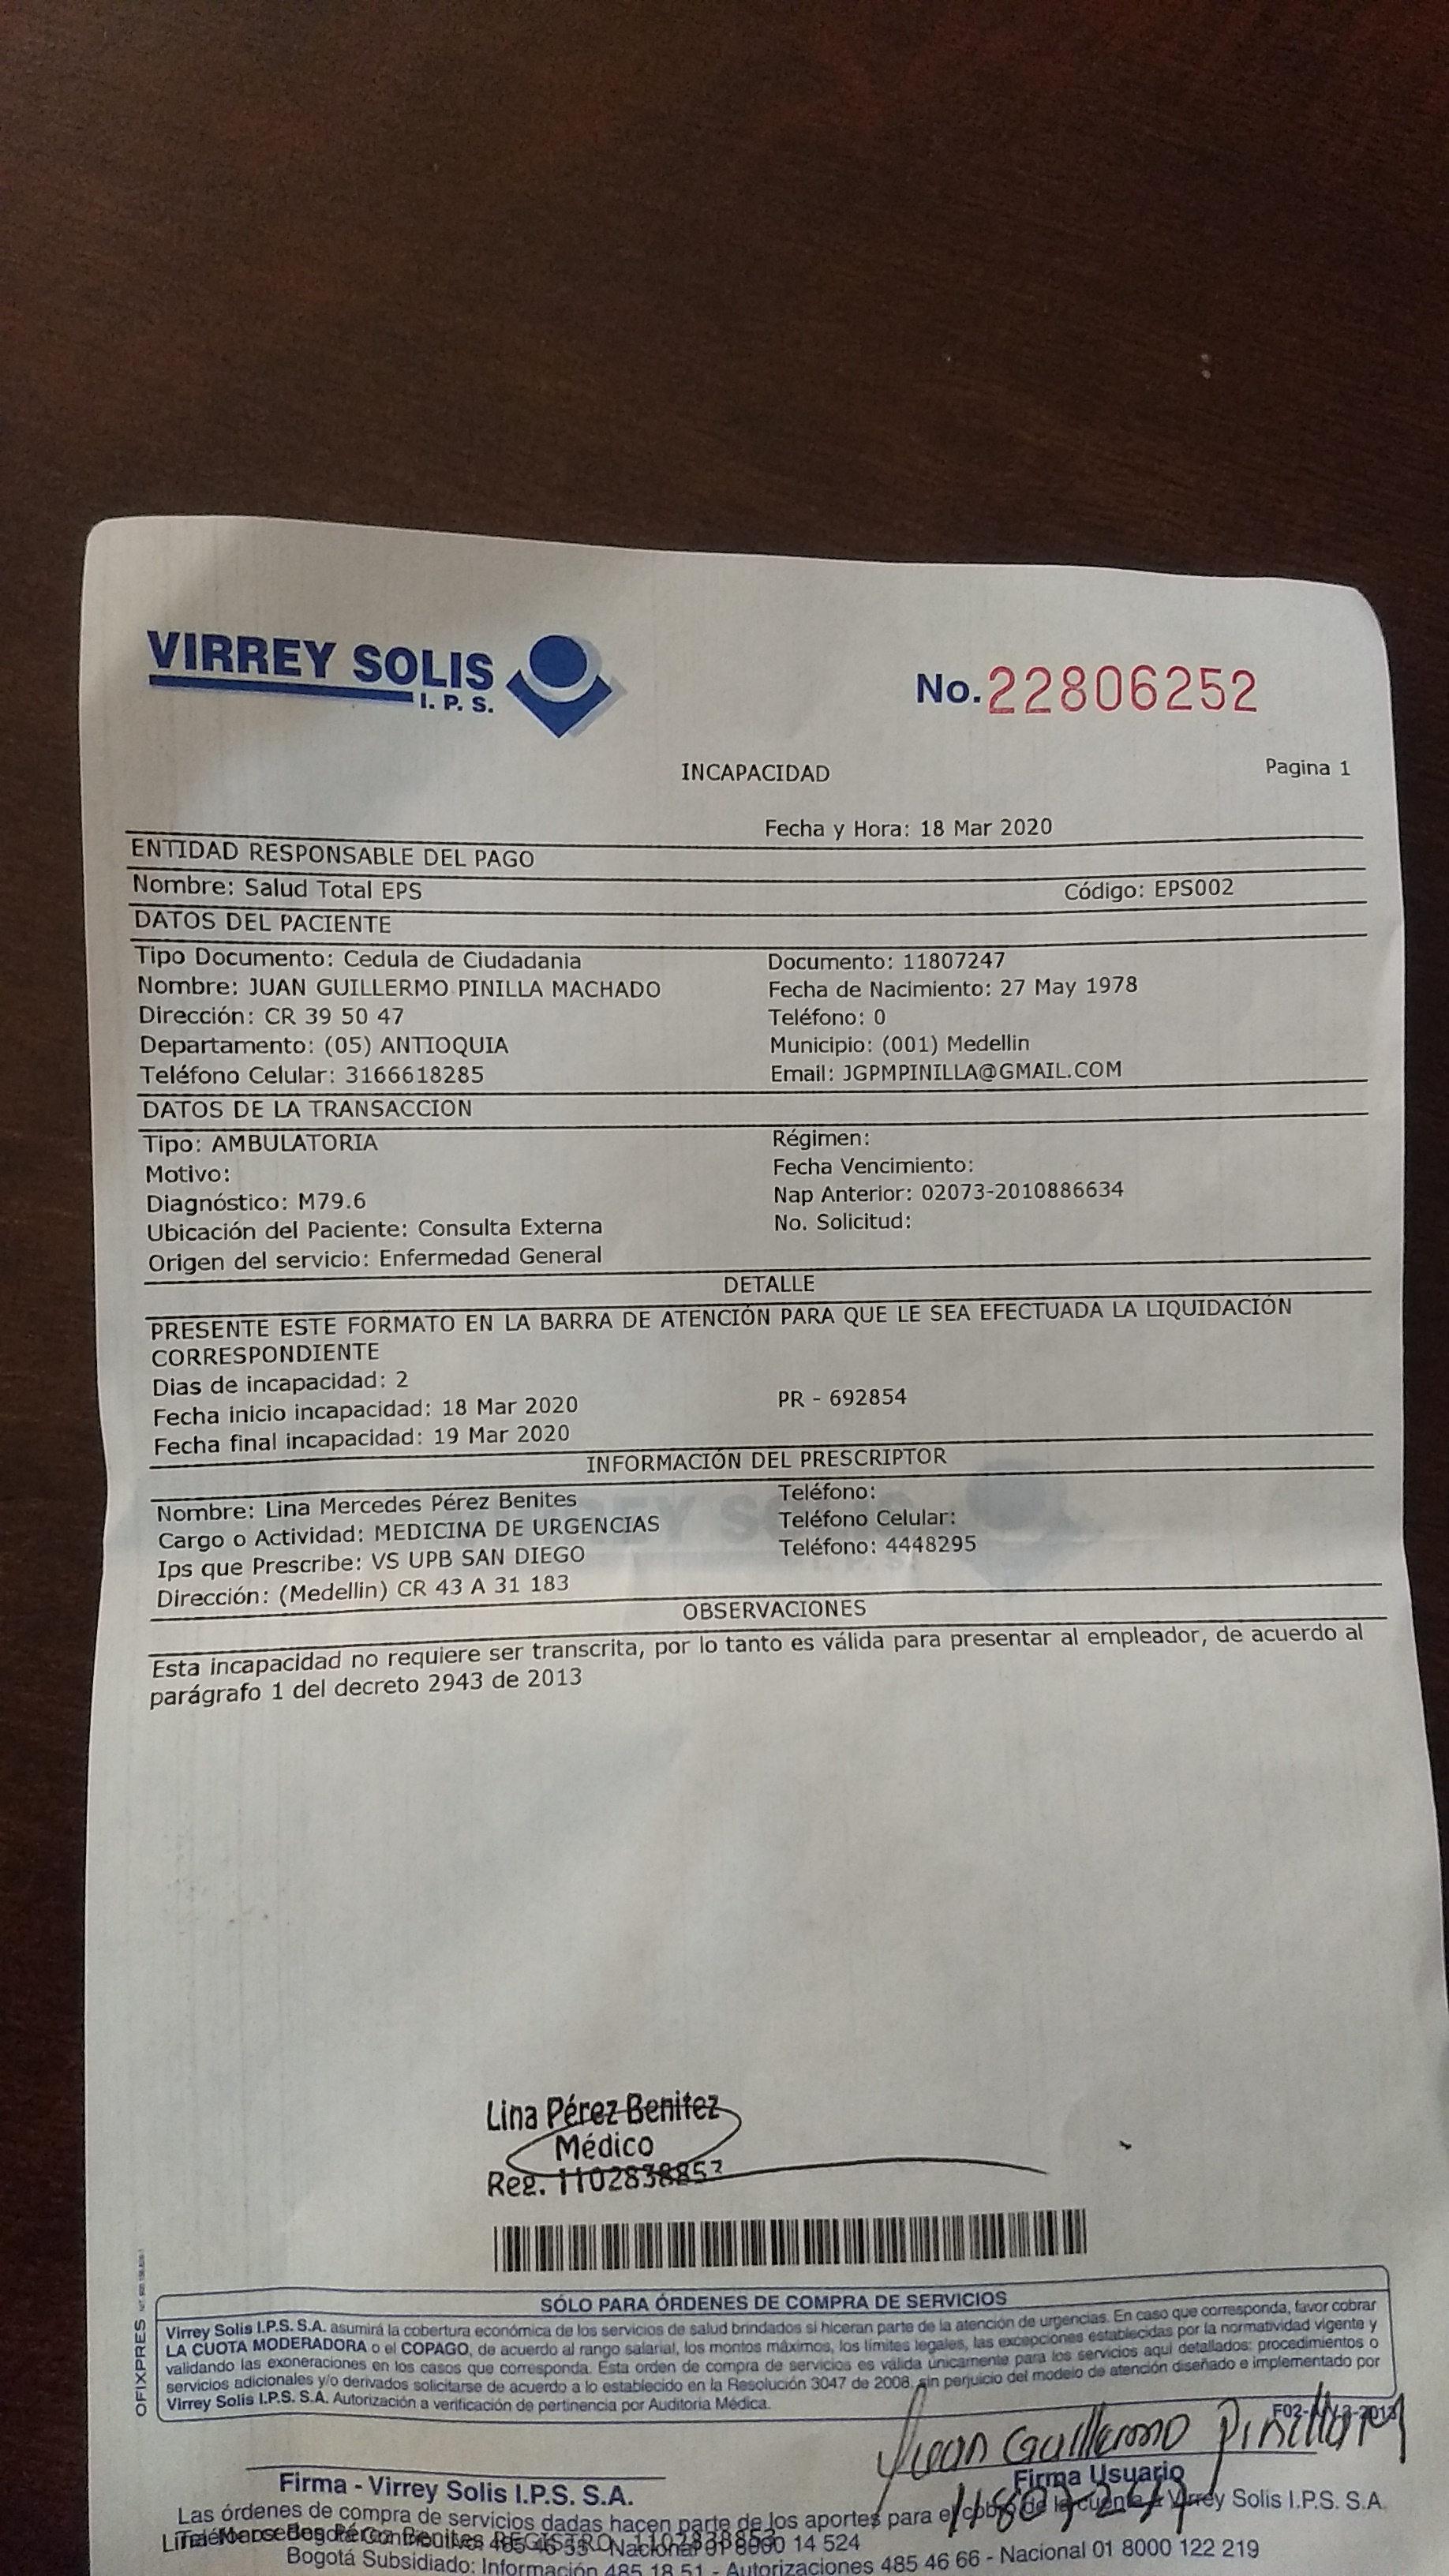 VIRREY SOLIS
I. P. S.
No. 22806252
INCAPACIDAD
Pagina 1
Fecha y Hora: 18 Mar 2020
ENTIDAD RESPONSABLE DEL PAGO
Nombre: Salud Total EPS Código: EPS002
DATOS DEL PACIENTE
Tipo Documento: Cedula de Ciudadania Documento: 11807247
Nombre: JUAN GUILLERMO PINILLA MACHADO Fecha de Nacimiento: 27 May 1978
Dirección: CR 39 50 47 Teléfono: 0
Departamento: (05) ANTIOQUIA Municipio: (001) Medellin
Teléfono Celular: 3166618285 Email: JGPMPINILLA@GMAIL.COM
DATOS DE LA TRANSACCION
Tipo: AMBULATORIA Régimen:
Motivo: Fecha Vencimiento:
Diagnóstico: M79.6 Nap Anterior: 02073-2010886634
Ubicación del Paciente: Consulta Externa No. Solicitud:
Origen del servicio: Enfermedad General
DETALLE
PRESENTE ESTE FORMATO EN LA BARRA DE ATENCIÓN PARA QUE LE SEA EFECTUADA LA LIQUIDACIÓN
CORRESPONDIENTE
Dias de incapacidad: 2
Fecha inicio incapacidad: 18 Mar 2020 PR - 692854
Fecha final incapacidad: 19 Mar 2020
INFORMACIÓN DEL PRESCRIPTOR
Nombre: Lina Mercedes Pérez Benites Teléfono:
Cargo o Actividad: MEDICINA DE URGENCIAS Teléfono Celular:
Ips que Prescribe: VS UPB SAN DIEGO Teléfono: 4448295
Dirección: (Medellin) CR 43 A 31 183
OBSERVACIONES
Esta incapacidad no requiere ser transcrita, por lo tanto es válida para presentar al empleador, de acuerdo al
parágrafo 1 del decreto 2943 de 2013
Lina Pérez Benitez
Médico
Reg. 1102838853
SÓLO PARA ÓRDENES DE COMPRA DE SERVICIOS
Virrey Solis I.P.S. S.A. asumirá la cobertura económica de los servicios de salud brindados si hiceran parte de la atención de urgencias. En caso que corresponda, favor cobrar
LA CUOTA MODERADORA o el COPAGO, de acuerdo al rango salarial, los montos máximos, los límites legales, las excepciones establecidas por la normatividad vigente y
validando las exoneraciones en los casos que corresponda. Esta orden de compra de servicios es válida únicamente para los servicios aquí detallados: procedimientos o
servicios adicionales y/o derivados solicitarse de acuerdo a lo establecido en la Resolución 3047 de 2008, sin perjuicio del modelo de atención diseñado e implementado por
Virrey Solis I.P.S. S.A. Autorización a verificación de pertinencia por Auditoria Médica.
OFIXPRES
Juan Guillermo Pinilla M
11807247
Firma - Virrey Solis I.P.S. S.A. Firma Usuario
Las órdenes de compra de servicios dadas hacen parte de los aportes para el cobro de la cuenta a Virrey Solis I.P.S. S.A.
Lina Mercedes Pérez Benites REGISTRO 1102838853
Teléfonos: Bogotá Contributivo 485 46 55 - Nacional 01 8000 14 524
Bogotá Subsidiado: Información 485 18 51 - Autorizaciones 485 46 66 - Nacional 01 8000 122 219